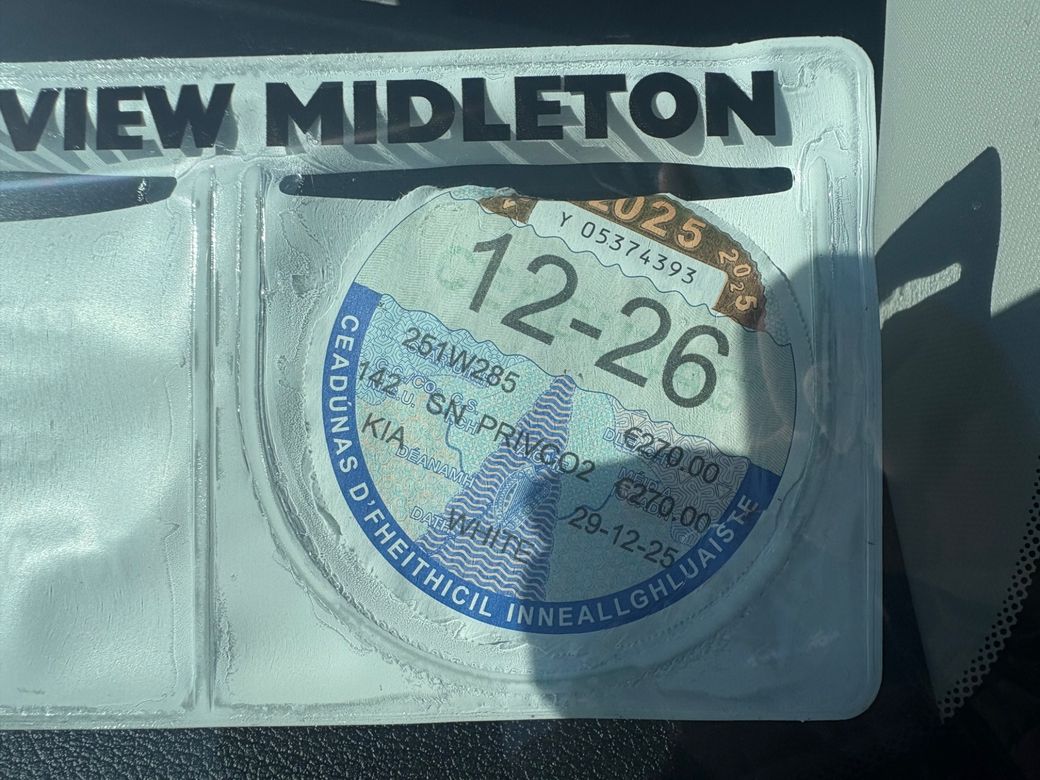 VIEW MIDLETON
2025 2025
Y 05374393
12-26
251W285
142 SN PRIVCO2 €270.00
KIA DÉANAMH €270.00
WHITE 29-12-25
CEADÚNAS D'FHEITHICIL INNEALLGHLUAISTE